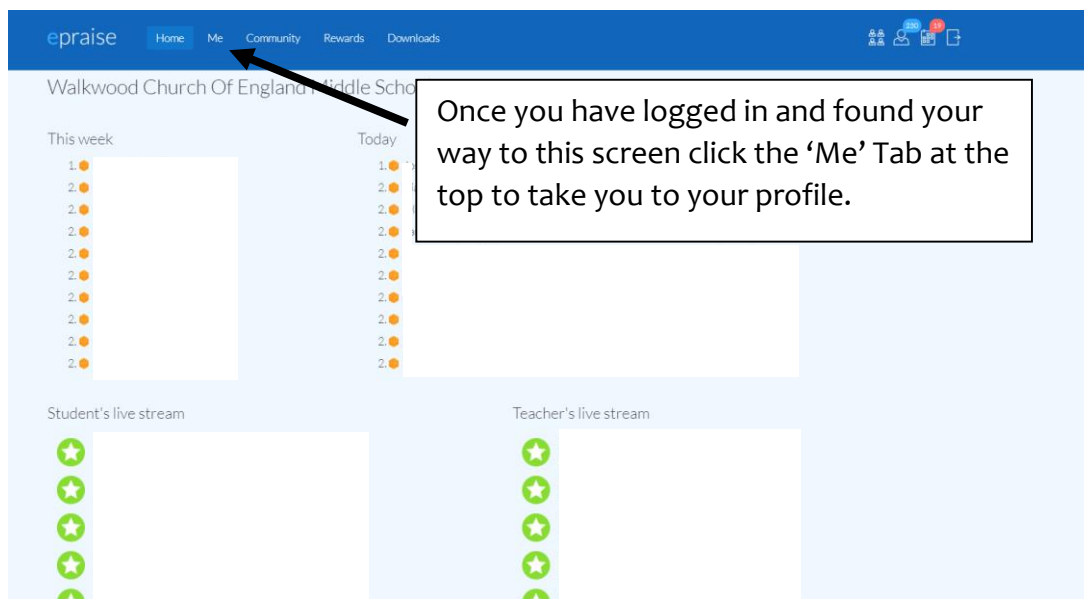 epraise Home Me Community Rewards Downloads 230 19
Walkwood Church Of England Middle Scho
Once you have logged in and found your
way to this screen click the ‘Me’ Tab at the
top to take you to your profile.
This week
1.
2.
2.
2.
2.
2.
2.
2.
2.
2.
Today
1.
2.
2.
2.
2.
2.
2.
2.
2.
2.
Student's live stream
Teacher's live stream